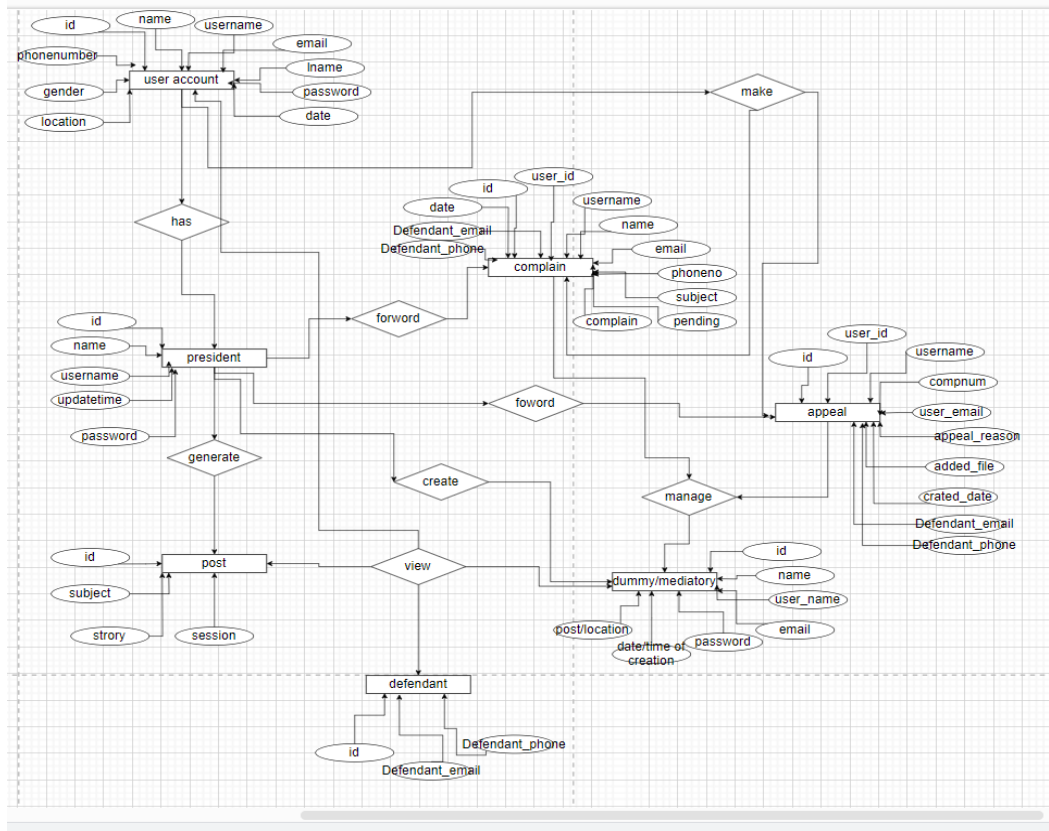 id
name
username
email
phonenumber
lname
user account
gender
password
location
date
make
has
user_id
id
username
date
name
Defendant_email
Defendant_phone
email
complain
phoneno
subject
complain
pending
forword
id
name
president
username
updatetime
password
user_id
id
username
compnum
appeal
user_email
appeal_reason
added_file
crated_date
Defendant_email
Defendant_phone
foword
generate
create
manage
id
post
subject
strory
session
view
id
dummy/mediatory
name
user_name
post/location
email
date/time of
creation
password
defendant
id
Defendant_phone
Defendant_email